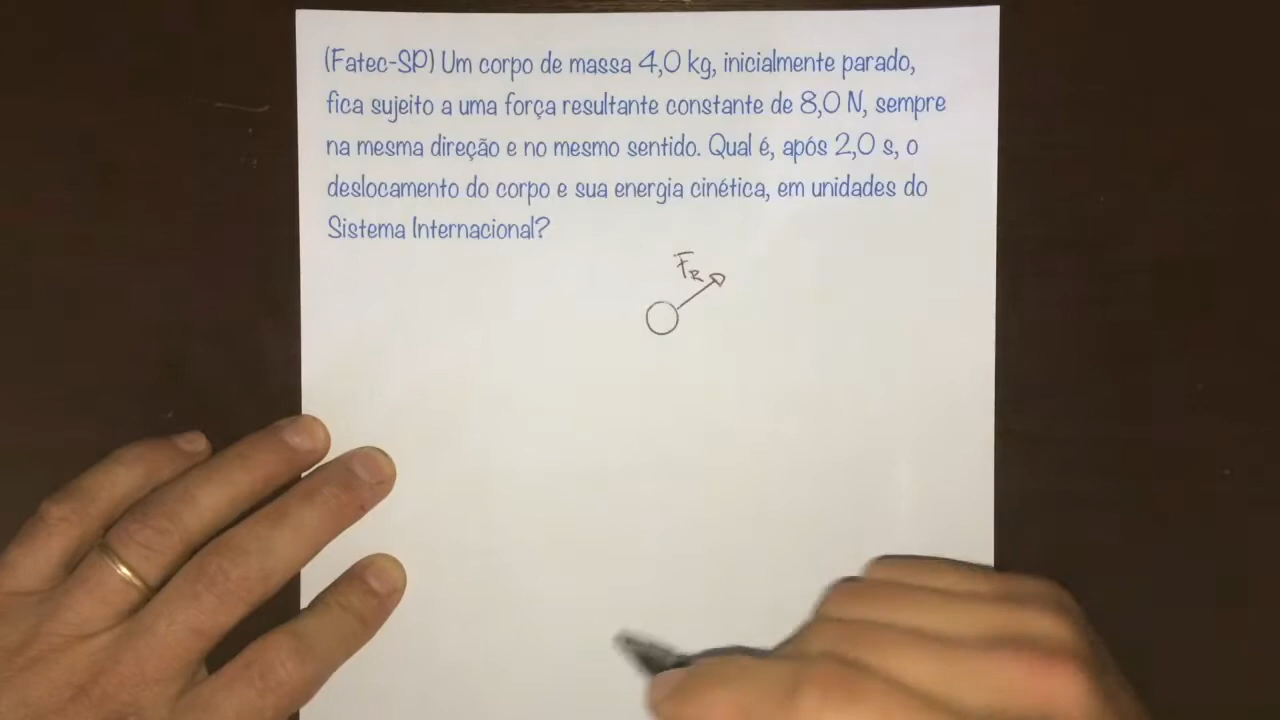 (Fatec-SP) Um corpo de massa 4,0 kg, inicialmente parado,
fica sujeito a uma força resultante constante de 8,0 N, sempre
na mesma direção e no mesmo sentido. Qual é, após 2,0 s, o
deslocamento do corpo e sua energia cinética, em unidades do
Sistema Internacional?
FR